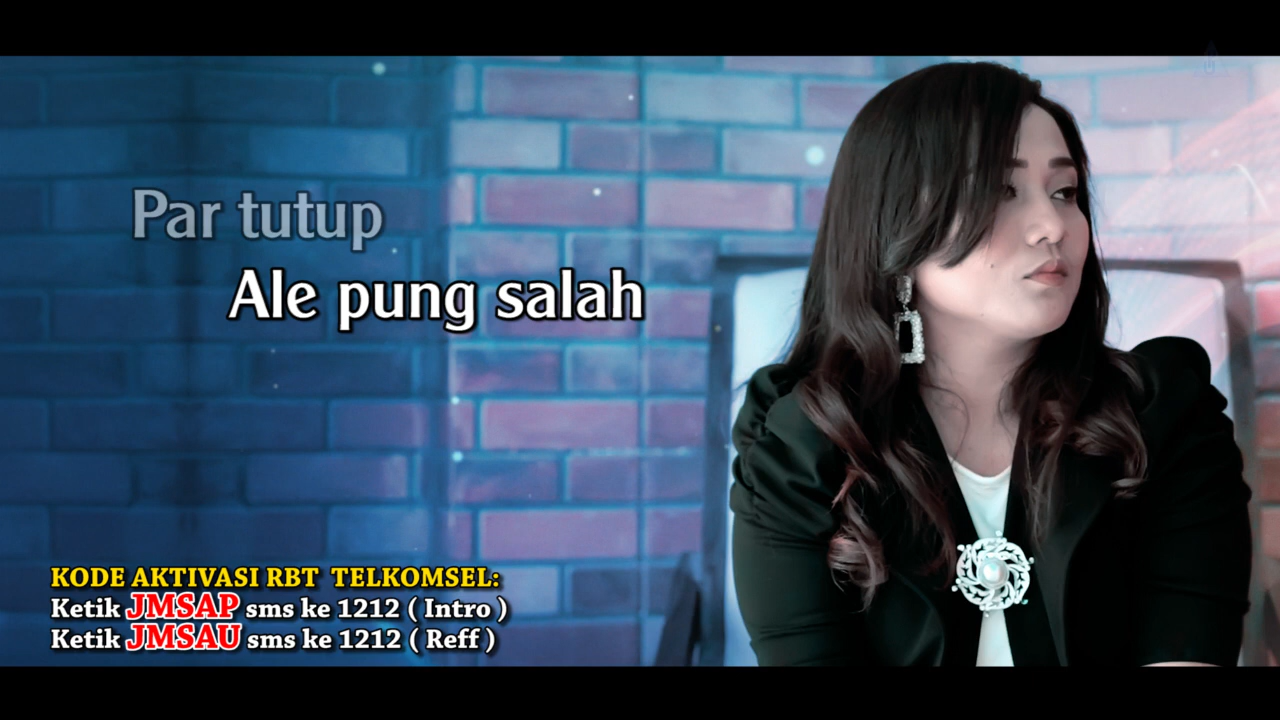 Par tutup
Ale pung salah
KODE AKTIVASI RBT TELKOMSEL:
Ketik JMSAP sms ke 1212 ( Intro )
Ketik JMSAU sms ke 1212 ( Reff )